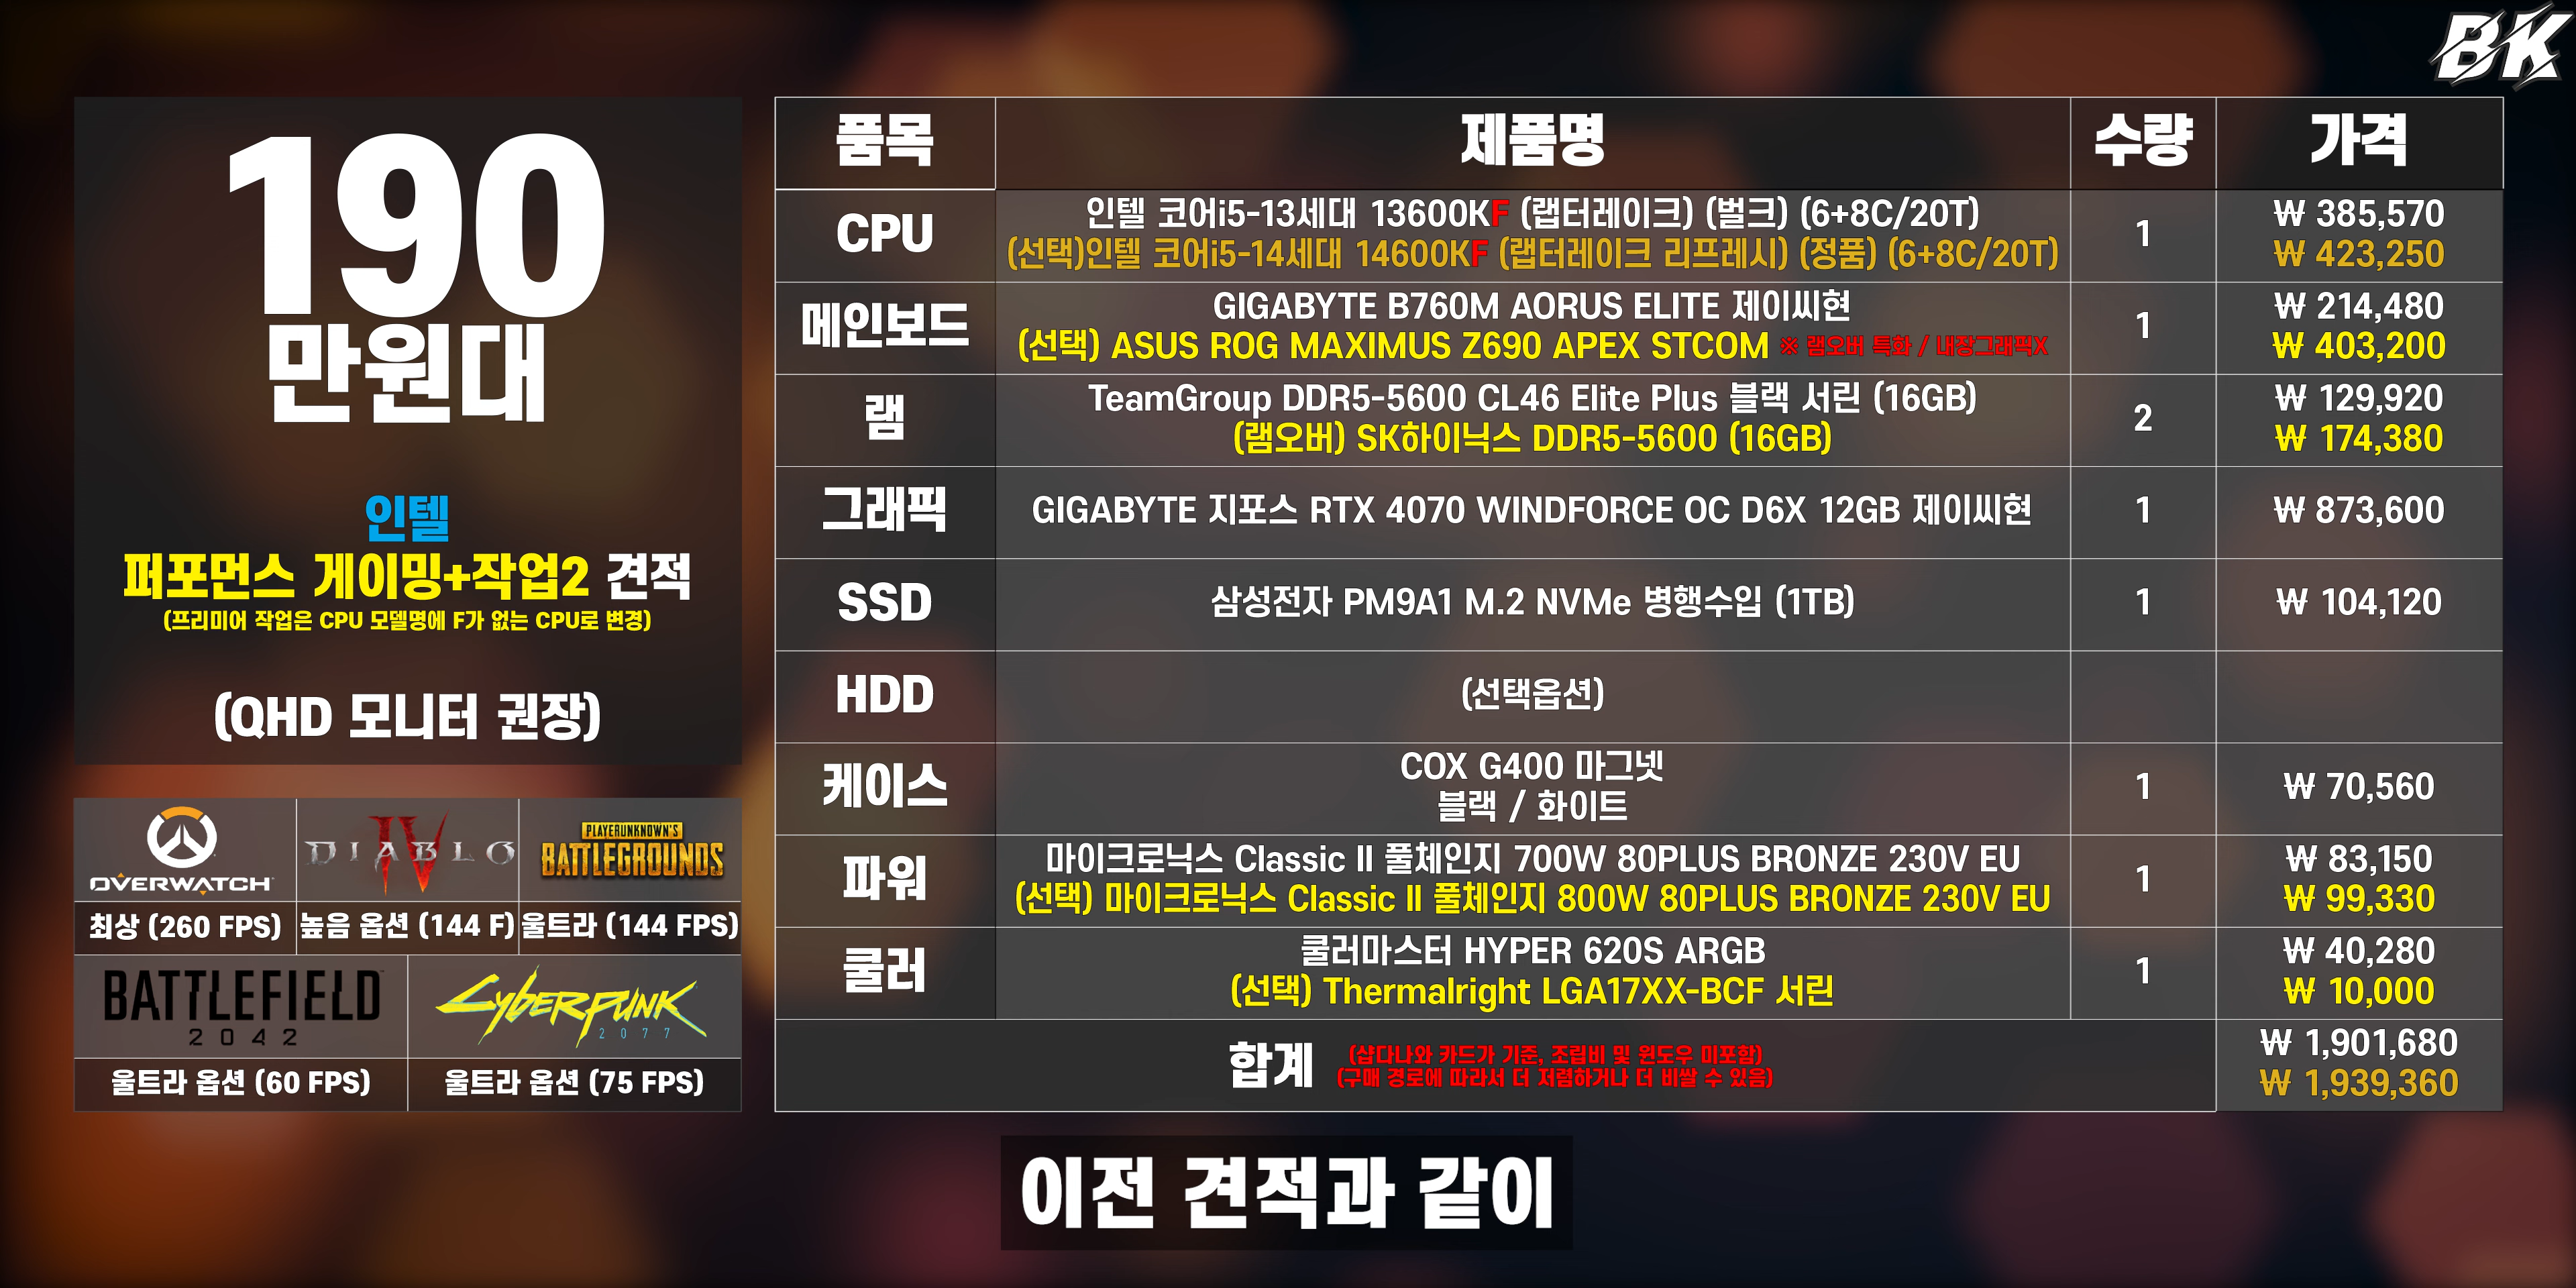 BK
190
만원대
인텔
퍼포먼스 게이밍+작업2 견적
(프리미어 작업은 CPU 모델명에 F가 없는 CPU로 변경)
(QHD 모니터 권장)
OVERWATCH
DIABLO IV
PLAYERUNKNOWN'S
BATTLEGROUNDS
최상 (260 FPS)
높음 옵션 (144 F)
울트라 (144 FPS)
BATTLEFIELD
2042
Cyberpunk
2077
울트라 옵션 (60 FPS)
울트라 옵션 (75 FPS)
품목 제품명 수량 가격
CPU
인텔 코어i5-13세대 13600KF (랩터레이크) (벌크) (6+8C/20T)
(선택)인텔 코어i5-14세대 14600KF (랩터레이크 리프레시) (정품) (6+8C/20T)
1
₩ 385,570
₩ 423,250
메인보드
GIGABYTE B760M AORUS ELITE 제이씨현
(선택) ASUS ROG MAXIMUS Z690 APEX STCOM ※ 램오버 특화 / 내장그래픽X
1
₩ 214,480
₩ 403,200
램
TeamGroup DDR5-5600 CL46 Elite Plus 블랙 서린 (16GB)
(램오버) SK하이닉스 DDR5-5600 (16GB)
2
₩ 129,920
₩ 174,380
그래픽
GIGABYTE 지포스 RTX 4070 WINDFORCE OC D6X 12GB 제이씨현
1
₩ 873,600
SSD
삼성전자 PM9A1 M.2 NVMe 병행수입 (1TB)
1
₩ 104,120
HDD
(선택옵션)
케이스
COX G400 마그넷
블랙 / 화이트
1
₩ 70,560
파워
마이크로닉스 Classic II 풀체인지 700W 80PLUS BRONZE 230V EU
(선택) 마이크로닉스 Classic II 풀체인지 800W 80PLUS BRONZE 230V EU
1
₩ 83,150
₩ 99,330
쿨러
쿨러마스터 HYPER 620S ARGB
(선택) Thermalright LGA17XX-BCF 서린
1
₩ 40,280
₩ 10,000
합계
(샵다나와 카드가 기준, 조립비 및 윈도우 미포함)
(구매 경로에 따라서 더 저렴하거나 더 비쌀 수 있음)
₩ 1,901,680
₩ 1,939,360
이전 견적과 같이